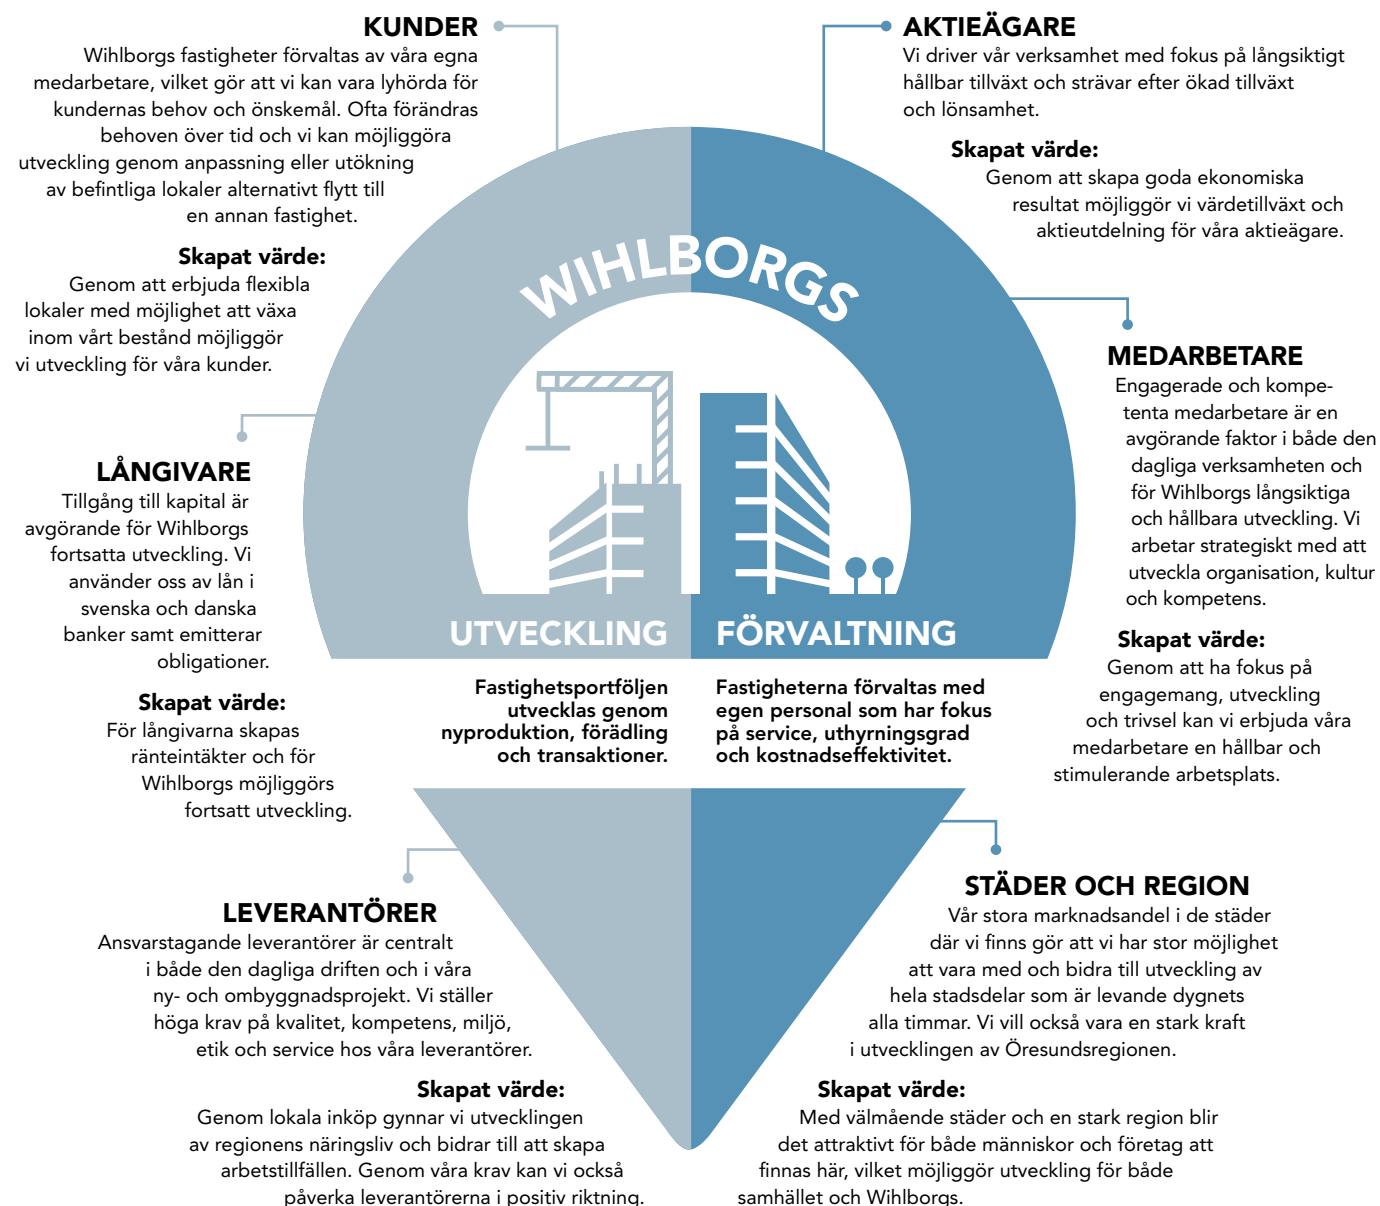 KUNDER
Wihlborgs fastigheter förvaltas av våra egna
medarbetare, vilket gör att vi kan vara lyhörda för
kundernas behov och önskemål. Ofta förändras
behoven över tid och vi kan möjliggöra
utveckling genom anpassning eller utökning
av befintliga lokaler alternativt flytt till
en annan fastighet.
Skapat värde:
Genom att erbjuda flexibla
lokaler med möjlighet att växa
inom vårt bestånd möjliggör
vi utveckling för våra kunder.
AKTIEÄGARE
Vi driver vår verksamhet med fokus på långsiktigt
hållbar tillväxt och strävar efter ökad tillväxt
och lönsamhet.
Skapat värde:
Genom att skapa goda ekonomiska
resultat möjliggör vi värdetillväxt och
aktieutdelning för våra aktieägare.
WIHLBORGS
MEDARBETARE
Engagerade och kompe-
tenta medarbetare är en
avgörande faktor i både den
dagliga verksamheten och
för Wihlborgs långsiktiga
och hållbara utveckling. Vi
arbetar strategiskt med att
utveckla organisation, kultur
och kompetens.
Skapat värde:
Genom att ha fokus på
engagemang, utveckling
och trivsel kan vi erbjuda våra
medarbetare en hållbar och
stimulerande arbetsplats.
LÅNGIVARE
Tillgång till kapital är
avgörande för Wihlborgs
fortsatta utveckling. Vi
använder oss av lån i
svenska och danska
banker samt emitterar
obligationer.
Skapat värde:
För långivarna skapas
ränteintäkter och för
Wihlborgs möjliggörs
fortsatt utveckling.
UTVECKLING
Fastighetsportföljen
utvecklas genom
nyproduktion, förädling
och transaktioner.
FÖRVALTNING
Fastigheterna förvaltas med
egen personal som har fokus
på service, uthyrningsgrad
och kostnadseffektivitet.
LEVERANTÖRER
Ansvarstagande leverantörer är centralt
i både den dagliga driften och i våra
ny- och ombyggnadsprojekt. Vi ställer
höga krav på kvalitet, kompetens, miljö,
etik och service hos våra leverantörer.
Skapat värde:
Genom lokala inköp gynnar vi utvecklingen
av regionens näringsliv och bidrar till att skapa
arbetstillfällen. Genom våra krav kan vi också
påverka leverantörerna i positiv riktning.
STÄDER OCH REGION
Vår stora marknadsandel i de städer
där vi finns gör att vi har stor möjlighet
att vara med och bidra till utveckling av
hela stadsdelar som är levande dygnets
alla timmar. Vi vill också vara en stark kraft
i utvecklingen av Öresundsregionen.
Skapat värde:
Med välmående städer och en stark region blir
det attraktivt för både människor och företag att
finnas här, vilket möjliggör utveckling för både
samhället och Wihlborgs.